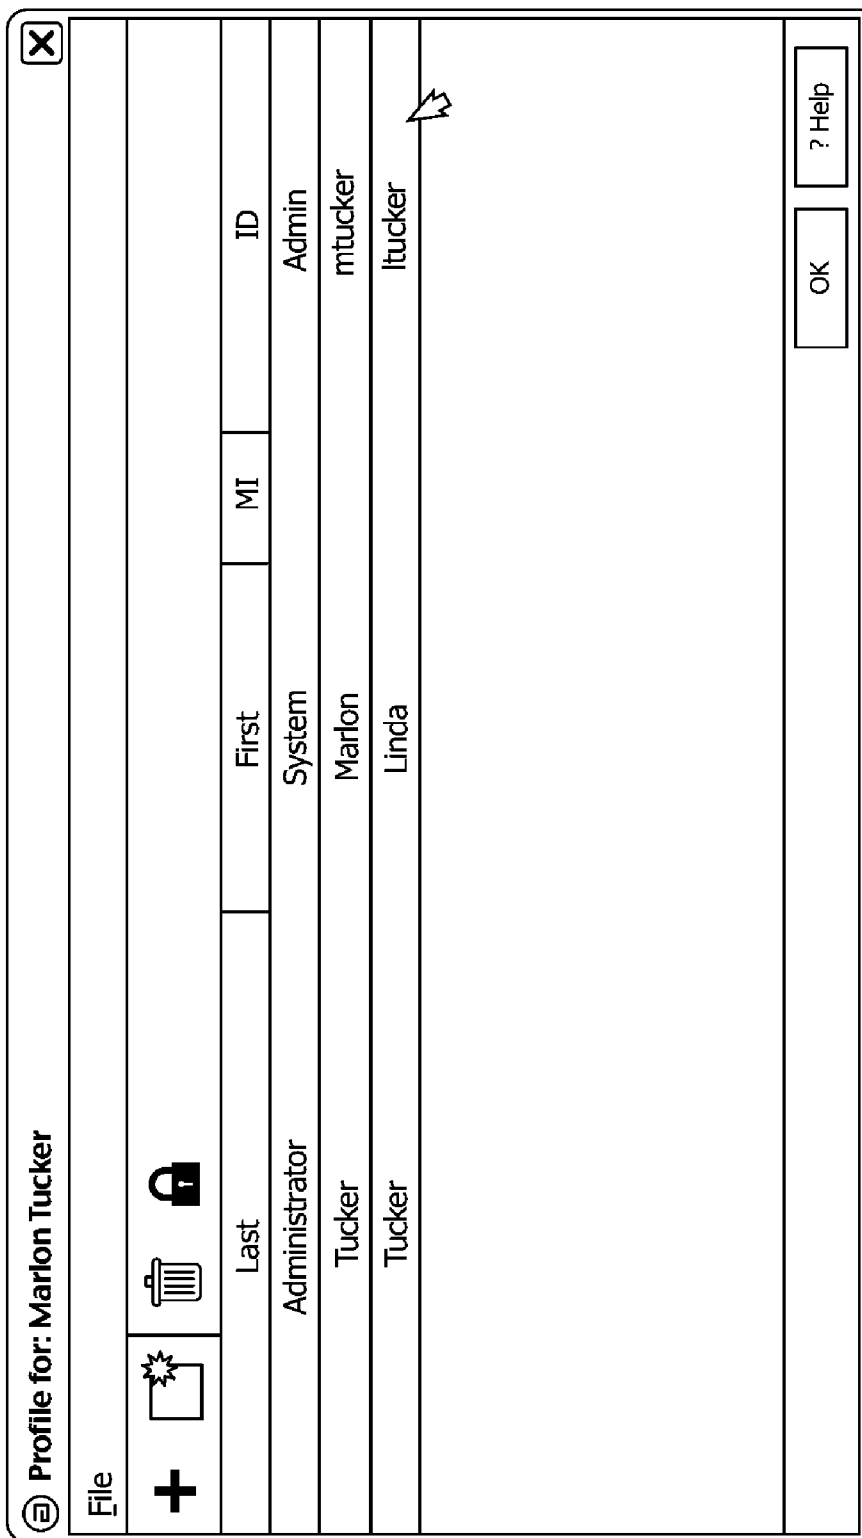 Profile for: Marlon Tucker
File
Last First MI ID
Administrator System Admin
Tucker Marlon mtucker
Tucker Linda ltucker
OK ? Help